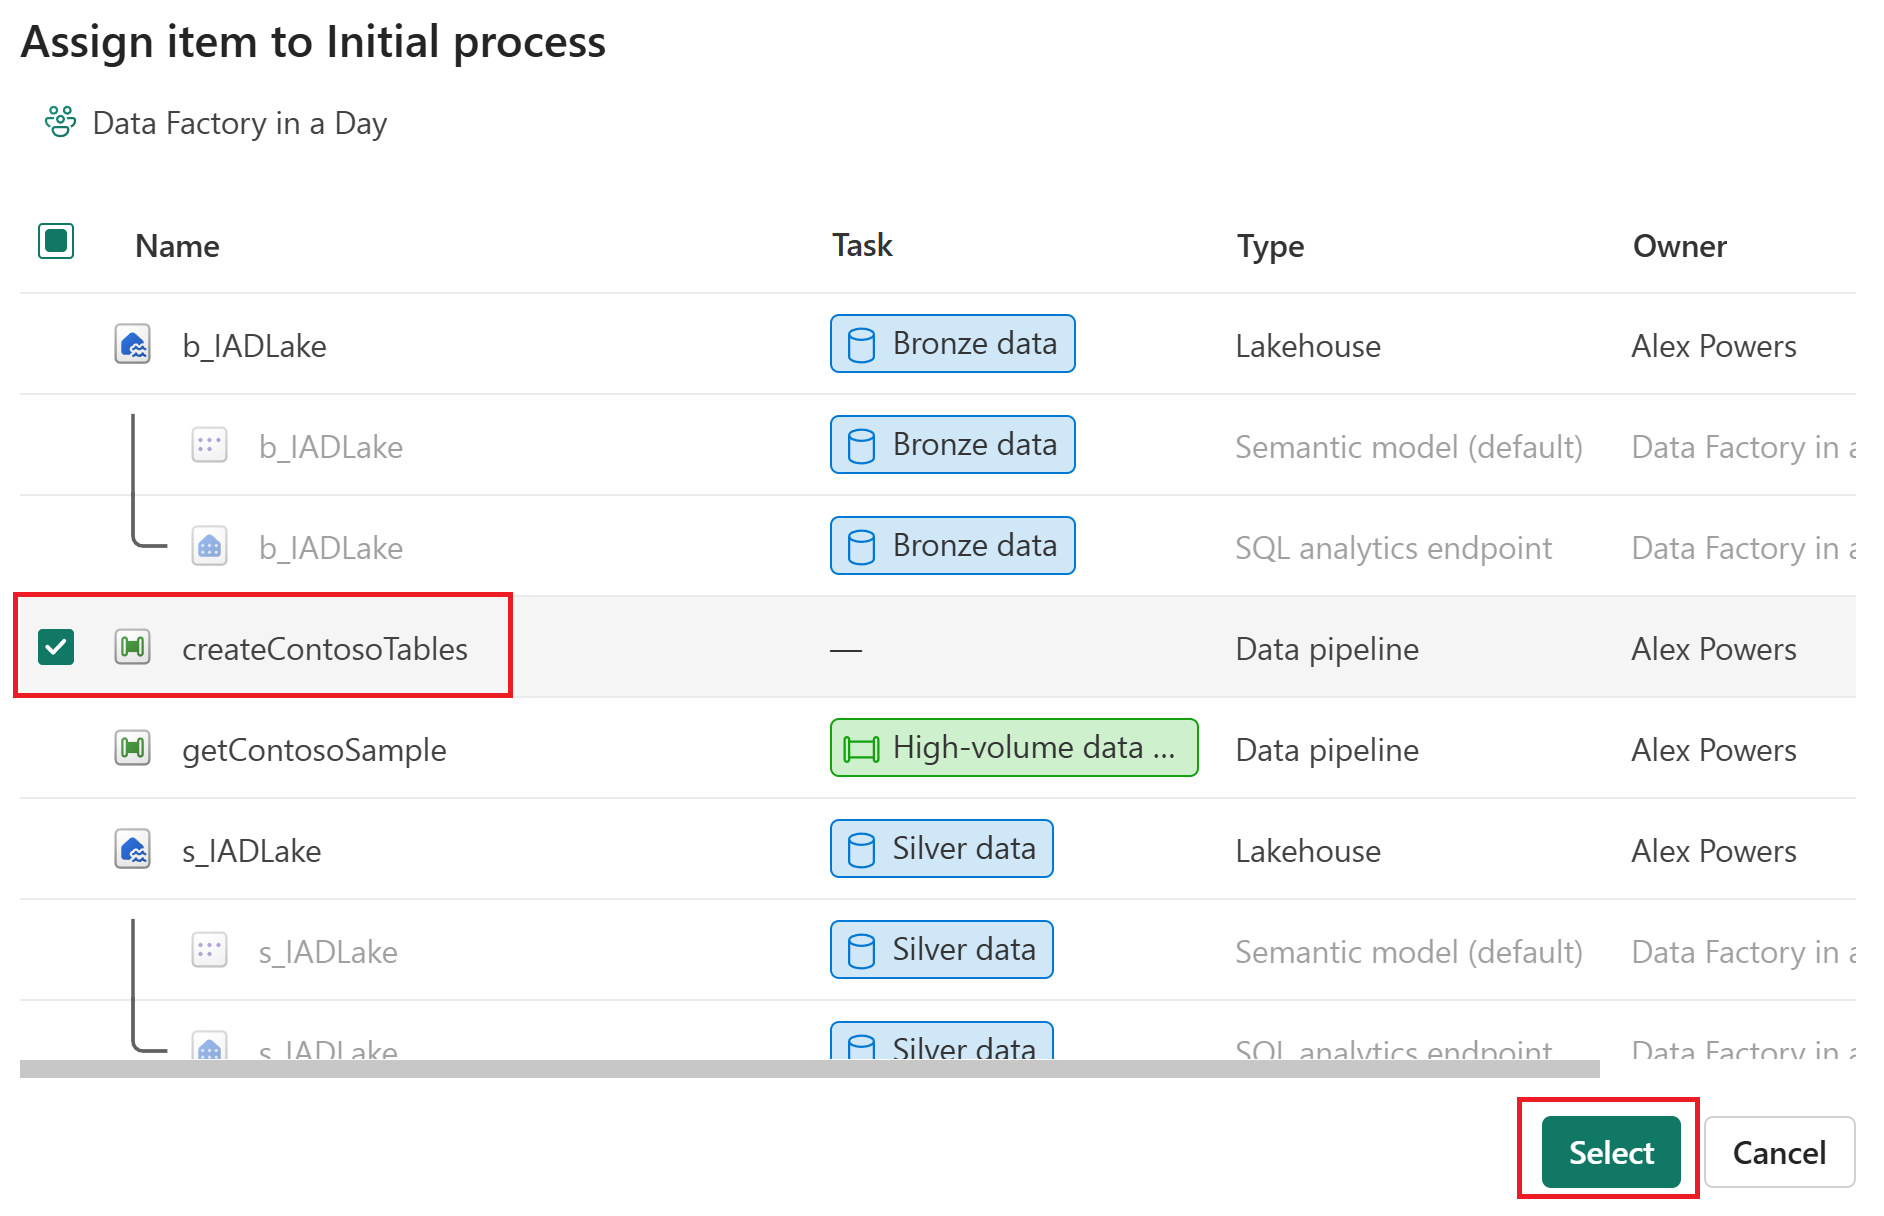 Assign item to Initial process
Data Factory in a Day
Name Task Type Owner
b_IADLake Bronze data Lakehouse Alex Powers
b_IADLake Bronze data Semantic model (default) Data Factory in a
b_IADLake Bronze data SQL analytics endpoint Data Factory in a
createContosoTables — Data pipeline Alex Powers
getContosoSample High-volume data ... Data pipeline Alex Powers
s_IADLake Silver data Lakehouse Alex Powers
s_IADLake Silver data Semantic model (default) Data Factory in a
s_IADLake Silver data SQL analytics endpoint Data Factory in a
Select Cancel